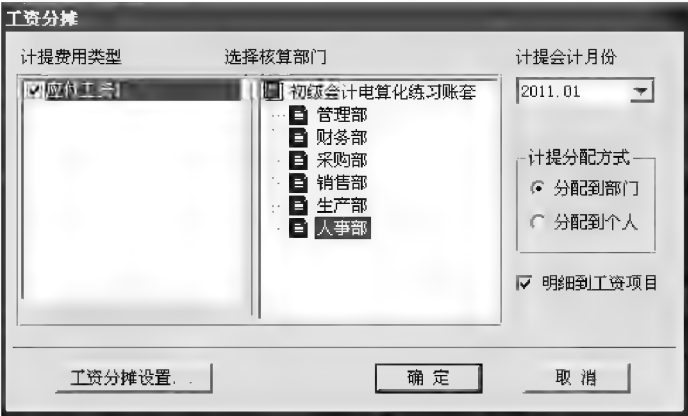 工资分摊
计提费用类型 选择核算部门 计提会计月份
应付工资 初级会计电算化练习账套 2011.01
管理部
财务部
采购部
销售部
生产部
人事部
计提分配方式
分配到部门
分配到个人
明细到工资项目
工资分摊设置...
确定 取消